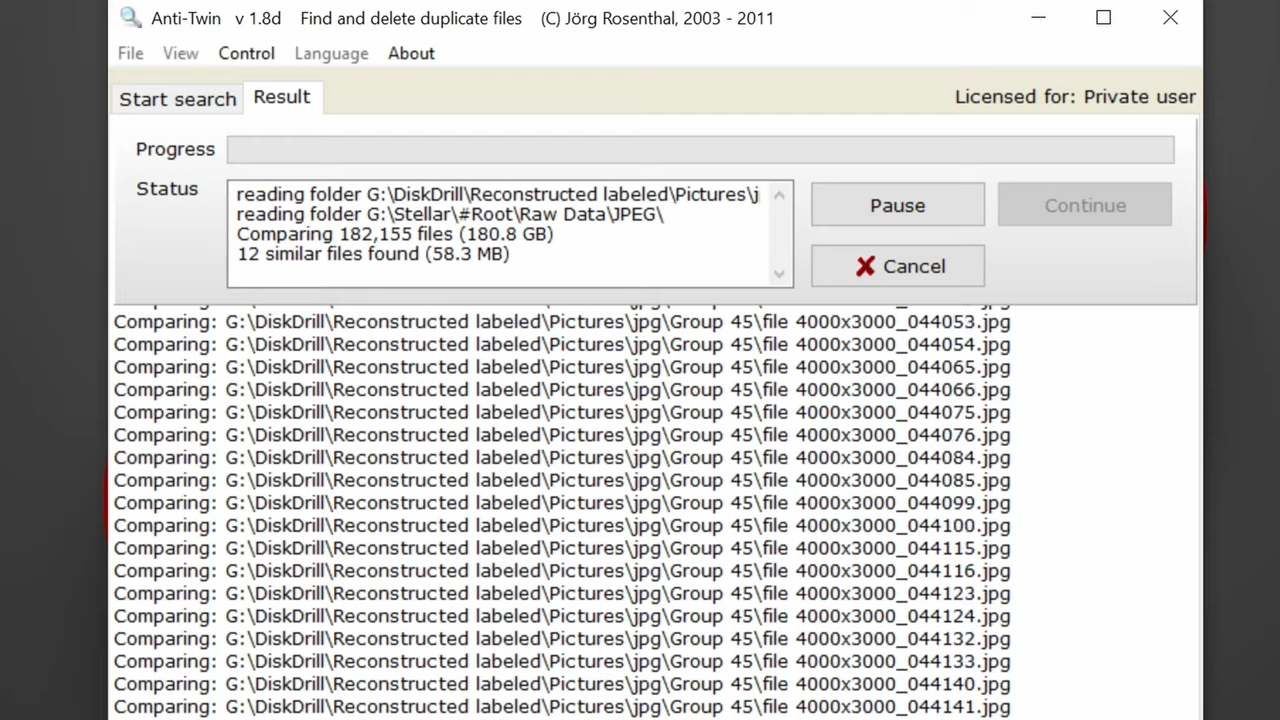 Anti-Twin v 1.8d Find and delete duplicate files (C) Jörg Rosenthal, 2003 - 2011
File View Control Language About
Start search Result Licensed for: Private user
Progress
Status
reading folder G:\DiskDrill\Reconstructed labeled\Pictures\j
reading folder G:\Stellar\#Root\Raw Data\JPEG\
Comparing 182,155 files (180.8 GB)
12 similar files found (58.3 MB)
Pause Continue
Cancel
Comparing: G:\DiskDrill\Reconstructed labeled\Pictures\jpg\Group 45\file 4000x3000_044053.jpg
Comparing: G:\DiskDrill\Reconstructed labeled\Pictures\jpg\Group 45\file 4000x3000_044054.jpg
Comparing: G:\DiskDrill\Reconstructed labeled\Pictures\jpg\Group 45\file 4000x3000_044065.jpg
Comparing: G:\DiskDrill\Reconstructed labeled\Pictures\jpg\Group 45\file 4000x3000_044066.jpg
Comparing: G:\DiskDrill\Reconstructed labeled\Pictures\jpg\Group 45\file 4000x3000_044075.jpg
Comparing: G:\DiskDrill\Reconstructed labeled\Pictures\jpg\Group 45\file 4000x3000_044076.jpg
Comparing: G:\DiskDrill\Reconstructed labeled\Pictures\jpg\Group 45\file 4000x3000_044084.jpg
Comparing: G:\DiskDrill\Reconstructed labeled\Pictures\jpg\Group 45\file 4000x3000_044085.jpg
Comparing: G:\DiskDrill\Reconstructed labeled\Pictures\jpg\Group 45\file 4000x3000_044099.jpg
Comparing: G:\DiskDrill\Reconstructed labeled\Pictures\jpg\Group 45\file 4000x3000_044100.jpg
Comparing: G:\DiskDrill\Reconstructed labeled\Pictures\jpg\Group 45\file 4000x3000_044115.jpg
Comparing: G:\DiskDrill\Reconstructed labeled\Pictures\jpg\Group 45\file 4000x3000_044116.jpg
Comparing: G:\DiskDrill\Reconstructed labeled\Pictures\jpg\Group 45\file 4000x3000_044123.jpg
Comparing: G:\DiskDrill\Reconstructed labeled\Pictures\jpg\Group 45\file 4000x3000_044124.jpg
Comparing: G:\DiskDrill\Reconstructed labeled\Pictures\jpg\Group 45\file 4000x3000_044132.jpg
Comparing: G:\DiskDrill\Reconstructed labeled\Pictures\jpg\Group 45\file 4000x3000_044133.jpg
Comparing: G:\DiskDrill\Reconstructed labeled\Pictures\jpg\Group 45\file 4000x3000_044140.jpg
Comparing: G:\DiskDrill\Reconstructed labeled\Pictures\jpg\Group 45\file 4000x3000_044141.jpg